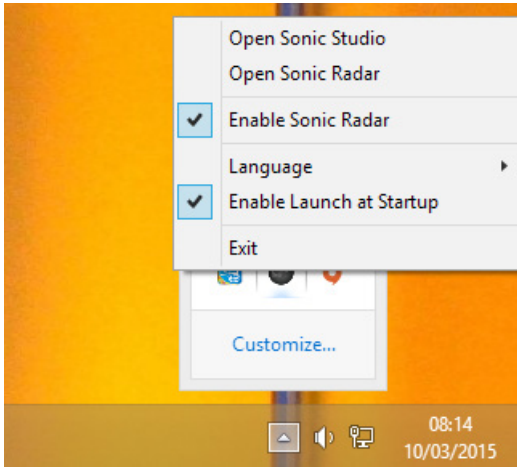 Open Sonic Studio
Open Sonic Radar
Enable Sonic Radar
Language
Enable Launch at Startup
Exit
Customize...
08:14
10/03/2015